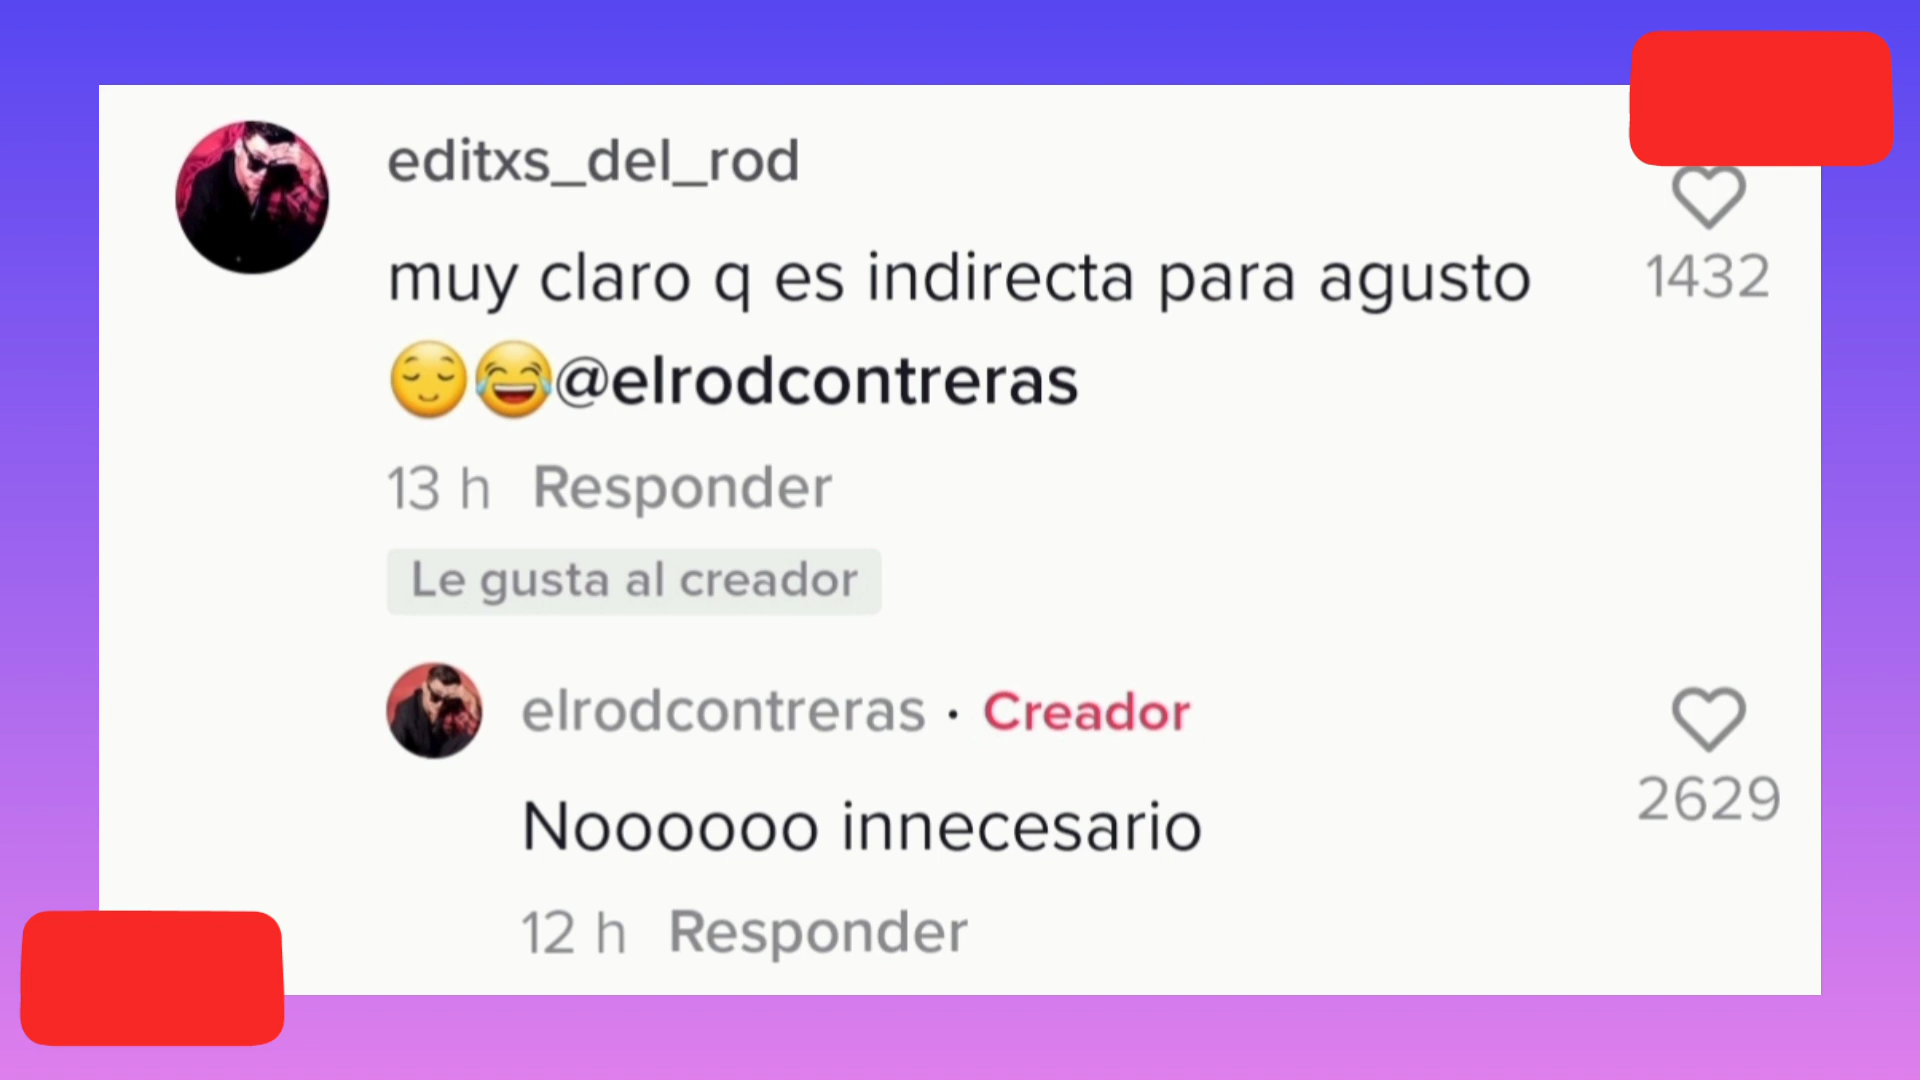 editxs_del_rod
muy claro q es indirecta para agusto
😌😂@elrodcontreras
1432
13 h Responder
Le gusta al creador
elrodcontreras · Creador
Noooooo innecesario
2629
12 h Responder